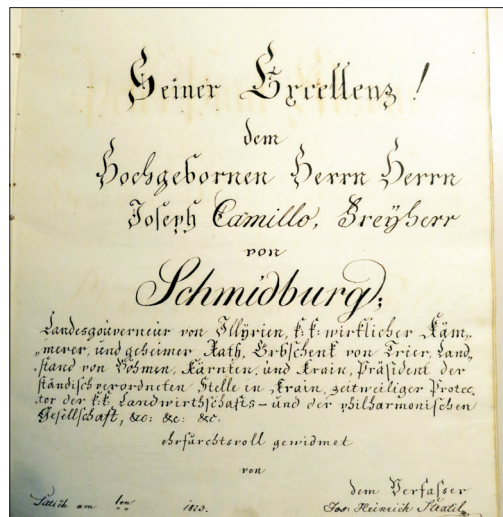 Seiner Excellenz!
dem
Hochgebornen Herrn Herrn
Joseph Camillo, Freÿherr
von
Schmidburg;
Landesgouverneur von Illÿrien, k: k: wirklicher Käm„
„merer, und geheimer Rath, Erbschenk von Trier, Land„
„stand von Böhmen, Kärnten, und Krain, Präsident der
ständisch verordneten Stelle in Krain, zeitweiliger Protec„
tor der k: k: Landwirthschafts- und der philharmonischen
Gesellschaft, &c: &c: &c.
ehrfurchtsvoll gewidmet
von
dem Verfasser
Sittich am 1823. Jos: Heinrich